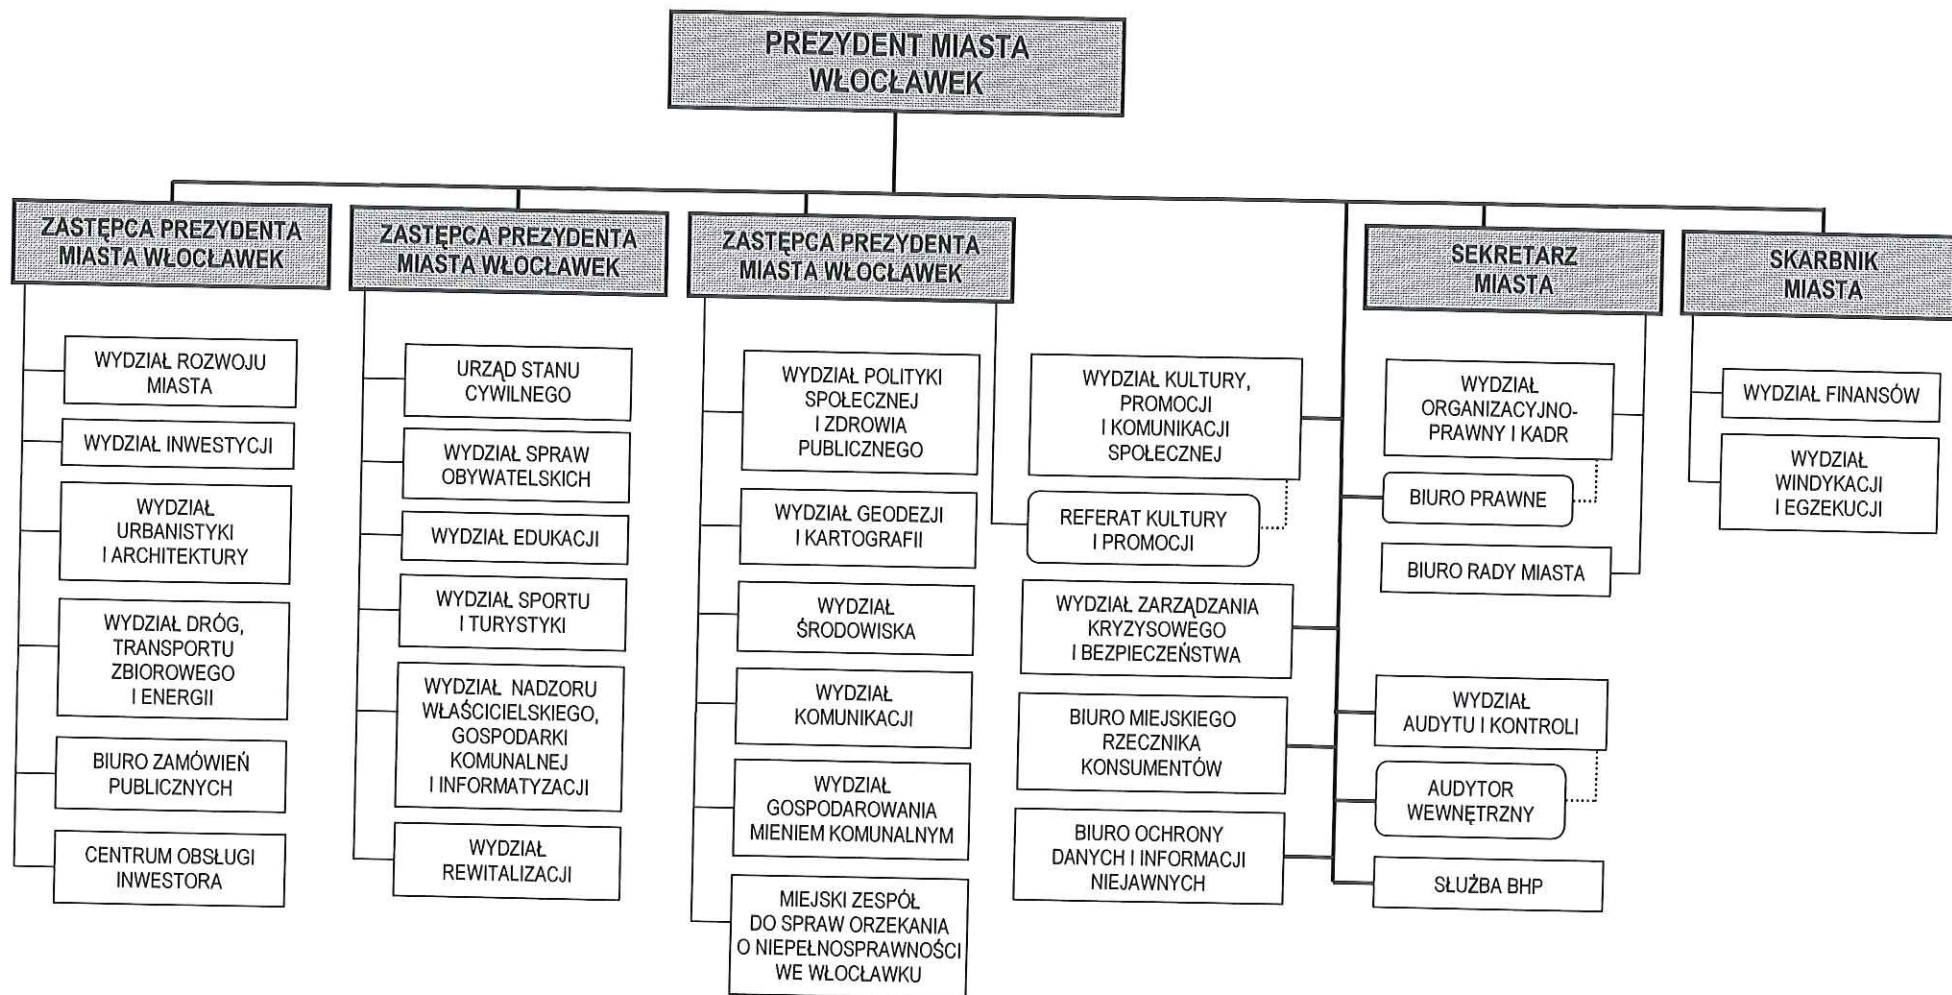 PREZYDENT MIASTA
WŁOCŁAWEK
ZASTĘPCA PREZYDENTA
MIASTA WŁOCŁAWEK
WYDZIAŁ ROZWOJU
MIASTA
WYDZIAŁ INWESTYCJI
WYDZIAŁ
URBANISTYKI
I ARCHITEKTURY
WYDZIAŁ DRÓG,
TRANSPORTU
ZBIOROWEGO
I ENERGII
BIURO ZAMÓWIEŃ
PUBLICZNYCH
CENTRUM OBSŁUGI
INWESTORA
ZASTĘPCA PREZYDENTA
MIASTA WŁOCŁAWEK
URZĄD STANU
CYWILNEGO
WYDZIAŁ SPRAW
OBYWATELSKICH
WYDZIAŁ EDUKACJI
WYDZIAŁ SPORTU
I TURYSTYKI
WYDZIAŁ NADZORU
WŁAŚCICIELSKIEGO,
GOSPODARKI
KOMUNALNEJ
I INFORMATYZACJI
WYDZIAŁ
REWITALIZACJI
ZASTĘPCA PREZYDENTA
MIASTA WŁOCŁAWEK
WYDZIAŁ POLITYKI
SPOŁECZNEJ
I ZDROWIA
PUBLICZNEGO
WYDZIAŁ GEODEZJI
I KARTOGRAFII
WYDZIAŁ
ŚRODOWISKA
WYDZIAŁ
KOMUNIKACJI
WYDZIAŁ
GOSPODAROWANIA
MIENIEM KOMUNALNYM
MIEJSKI ZESPÓŁ
DO SPRAW ORZEKANIA
O NIEPEŁNOSPRAWNOŚCI
WE WŁOCŁAWKU
WYDZIAŁ KULTURY,
PROMOCJI
I KOMUNIKACJI
SPOŁECZNEJ
REFERAT KULTURY
I PROMOCJI
WYDZIAŁ ZARZĄDZANIA
KRYZYSOWEGO
I BEZPIECZEŃSTWA
BIURO MIEJSKIEGO
RZECZNIKA
KONSUMENTÓW
BIURO OCHRONY
DANYCH I INFORMACJI
NIEJAWNYCH
SEKRETARZ
MIASTA
WYDZIAŁ
ORGANIZACYJNO-
PRAWNY I KADR
BIURO PRAWNE
BIURO RADY MIASTA
WYDZIAŁ
AUDYTU I KONTROLI
AUDYTOR
WEWNĘTRZNY
SŁUŻBA BHP
SKARBNIK
MIASTA
WYDZIAŁ FINANSÓW
WYDZIAŁ
WINDYKACJI
I EGZEKUCJI